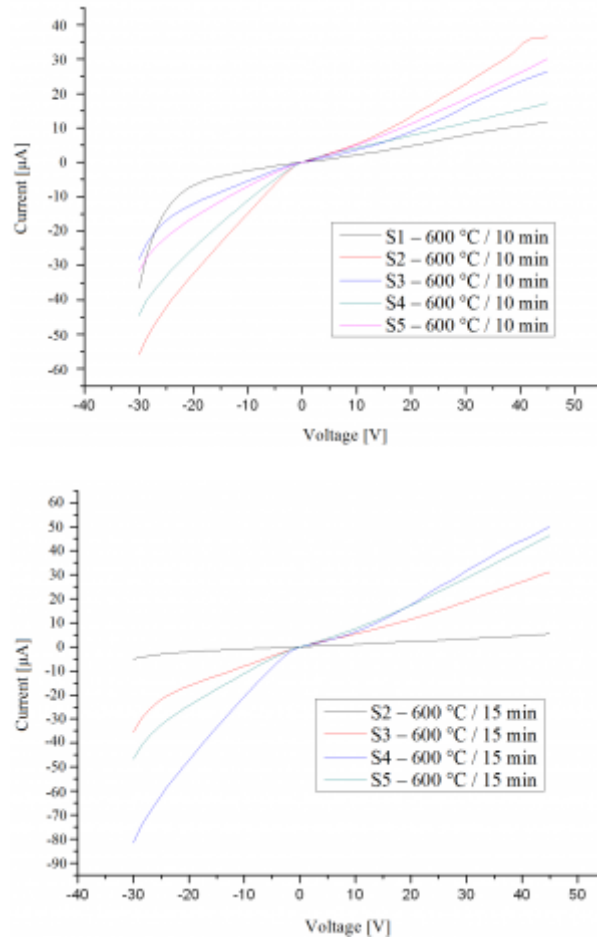 40
30
20
10
0
-10
-20
-30
-40
-50
-60
Current [µA]
S1 – 600 °C / 10 min
S2 – 600 °C / 10 min
S3 – 600 °C / 10 min
S4 – 600 °C / 10 min
S5 – 600 °C / 10 min
-40 -30 -20 -10 0 10 20 30 40 50
Voltage [V]
60
50
40
30
20
10
0
-10
-20
-30
-40
-50
-60
-70
-80
-90
Current [µA]
S2 – 600 °C / 15 min
S3 – 600 °C / 15 min
S4 – 600 °C / 15 min
S5 – 600 °C / 15 min
-40 -30 -20 -10 0 10 20 30 40 50
Voltage [V]